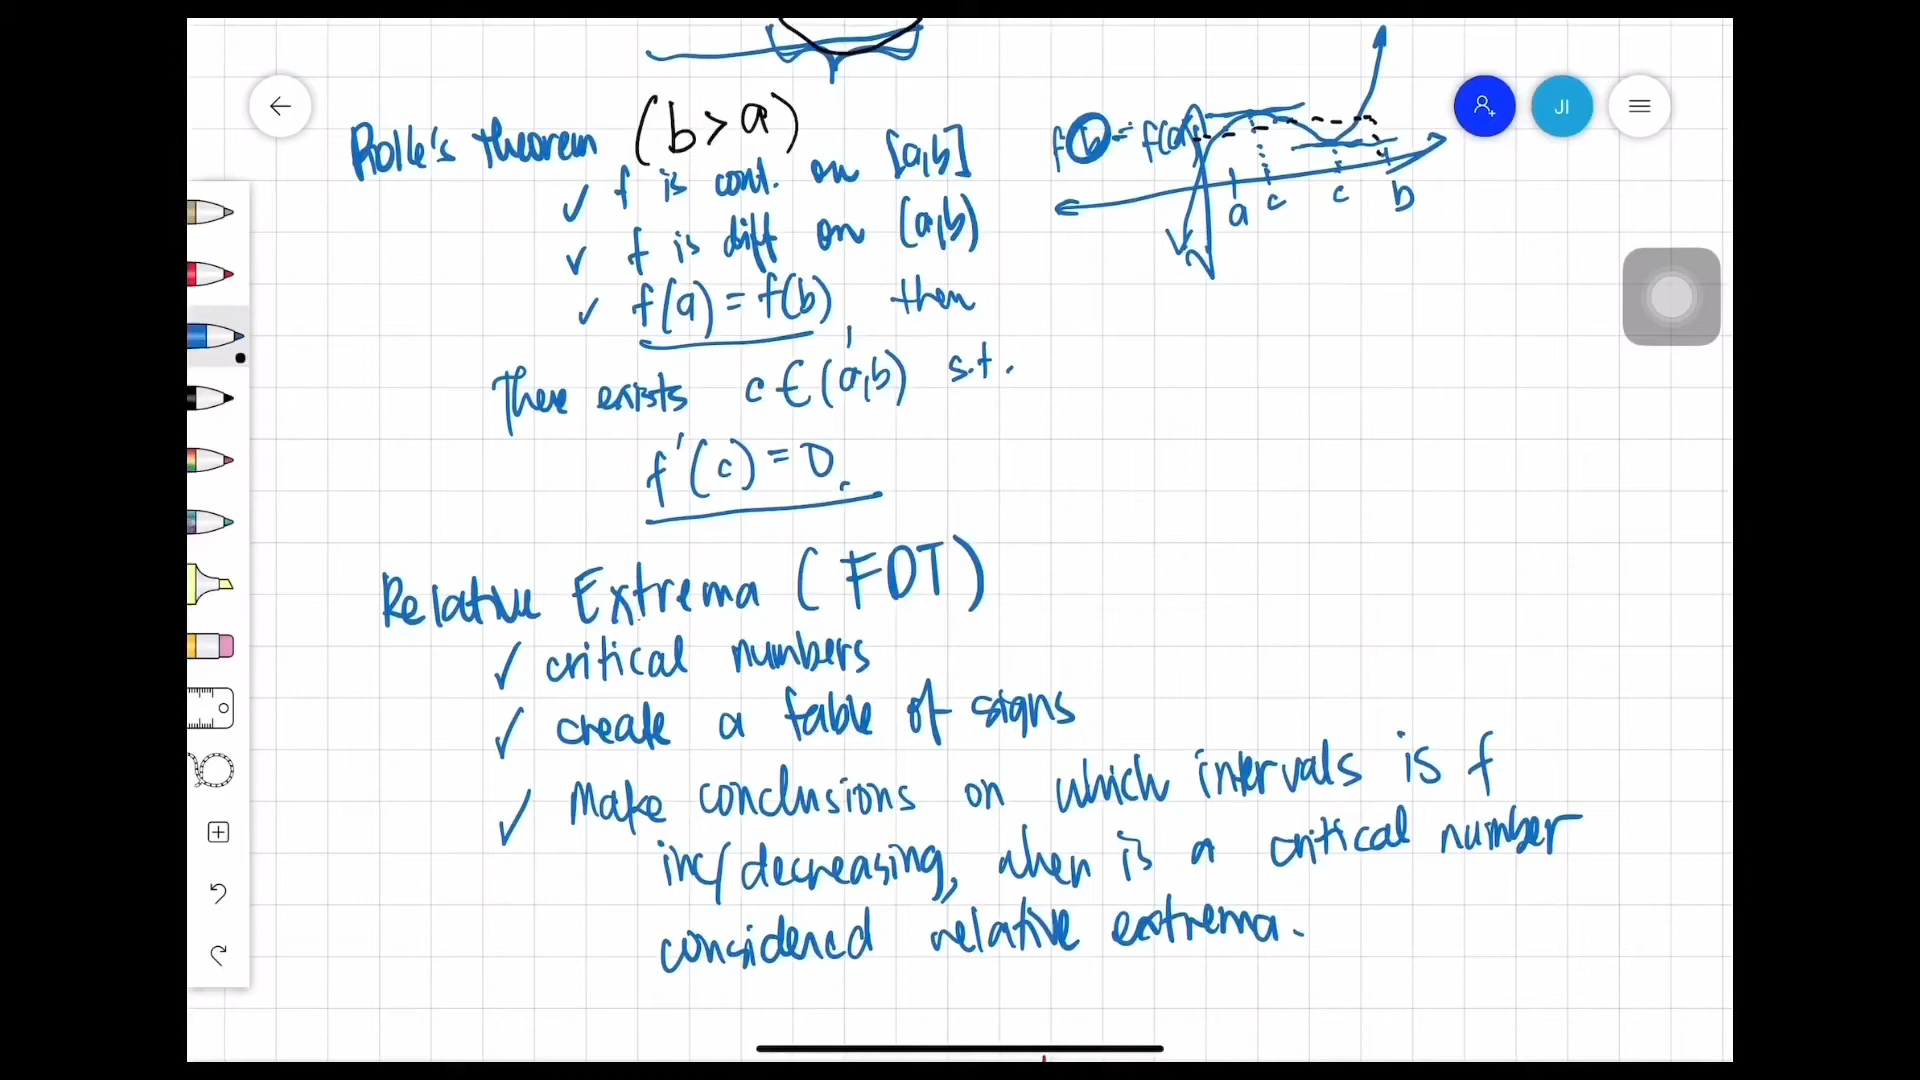 Rolle's theorem (b>a)
f is cont. on [a,b]
f is diff on (a,b)
f(a) = f(b), then
There exists c ∈ (a,b) s.t.
f'(c) = 0.
f(b) = f(a)
a c c b
JI
Relative Extrema (FDT)
✓ critical numbers
✓ create a table of signs
✓ Make conclusions on which intervals is f
inc/decreasing, when is a critical number
considered relative extrema.